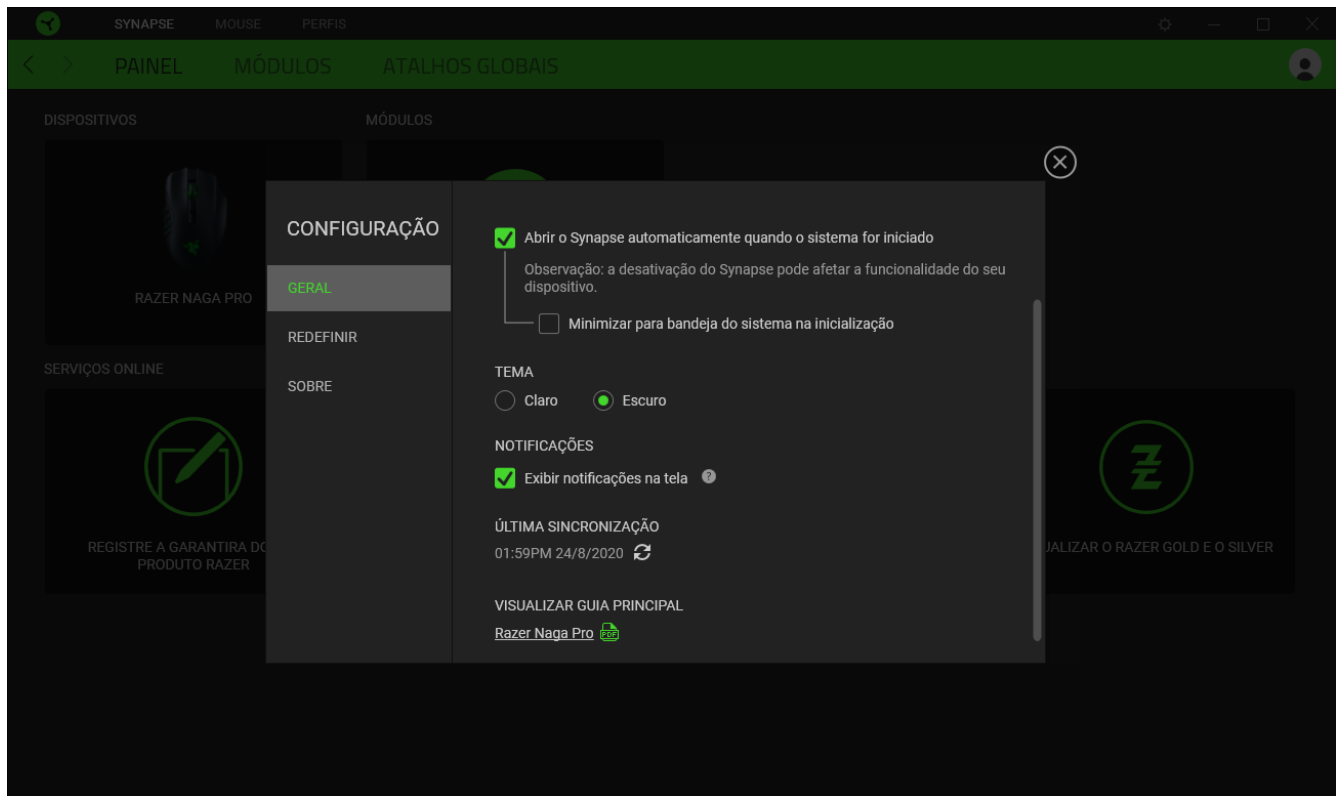 SYNAPSE MOUSE PERFIS
PAINEL MÓDULOS ATALHOS GLOBAIS
DISPOSITIVOS MÓDULOS
RAZER NAGA PRO
CONFIGURAÇÃO
GERAL
REDEFINIR
SOBRE
Abrir o Synapse automaticamente quando o sistema for iniciado
Observação: a desativação do Synapse pode afetar a funcionalidade do seu
dispositivo.
Minimizar para bandeja do sistema na inicialização
TEMA
Claro Escuro
NOTIFICAÇÕES
Exibir notificações na tela ?
ÚLTIMA SINCRONIZAÇÃO
01:59PM 24/8/2020
VISUALIZAR GUIA PRINCIPAL
Razer Naga Pro PDF
SERVIÇOS ONLINE
REGISTRE A GARANTIRA
PRODUTO RAZER
O RAZER GOLD E O SILVER